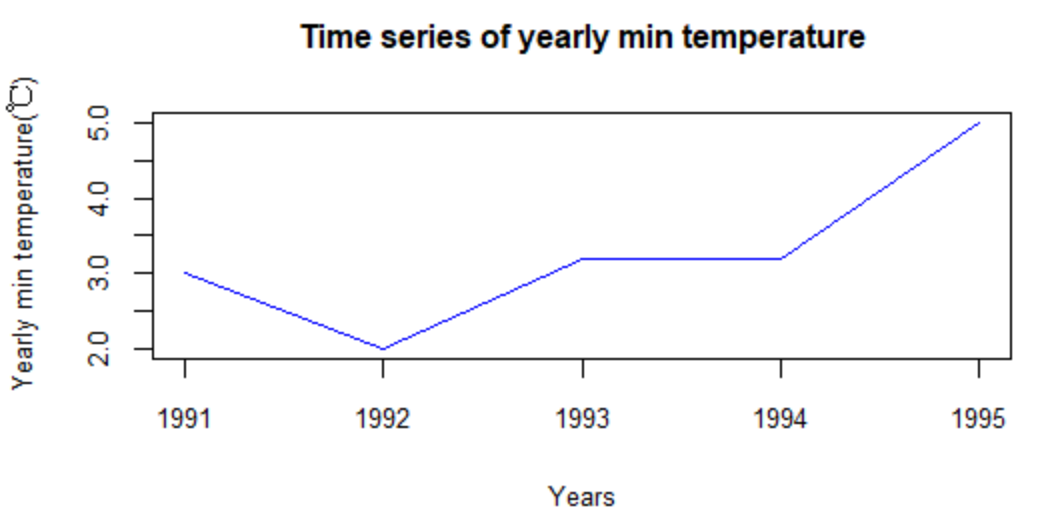 Time series of yearly min temperature
Yearly min temperature(℃)
5.0
4.0
3.0
2.0
1991 1992 1993 1994 1995
Years